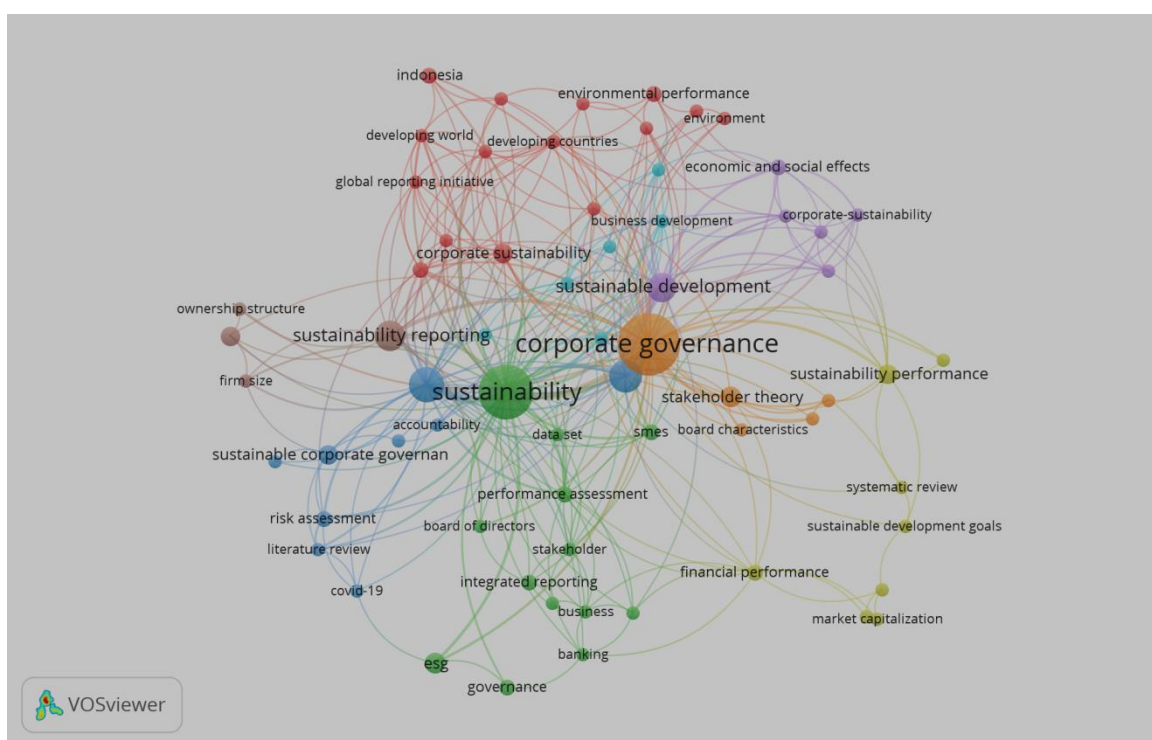 indonesia
environmental performance
environment
developing world
developing countries
economic and social effects
global reporting initiative
business development
corporate-sustainability
corporate sustainability
sustainable development
ownership structure
sustainability reporting
corporate governance
sustainability performance
firm size
sustainability
stakeholder theory
accountability
data set
smes
board characteristics
sustainable corporate governan
systematic review
performance assessment
risk assessment
board of directors
sustainable development goals
literature review
stakeholder
financial performance
integrated reporting
covid-19
business
market capitalization
banking
esg
governance
VOSviewer